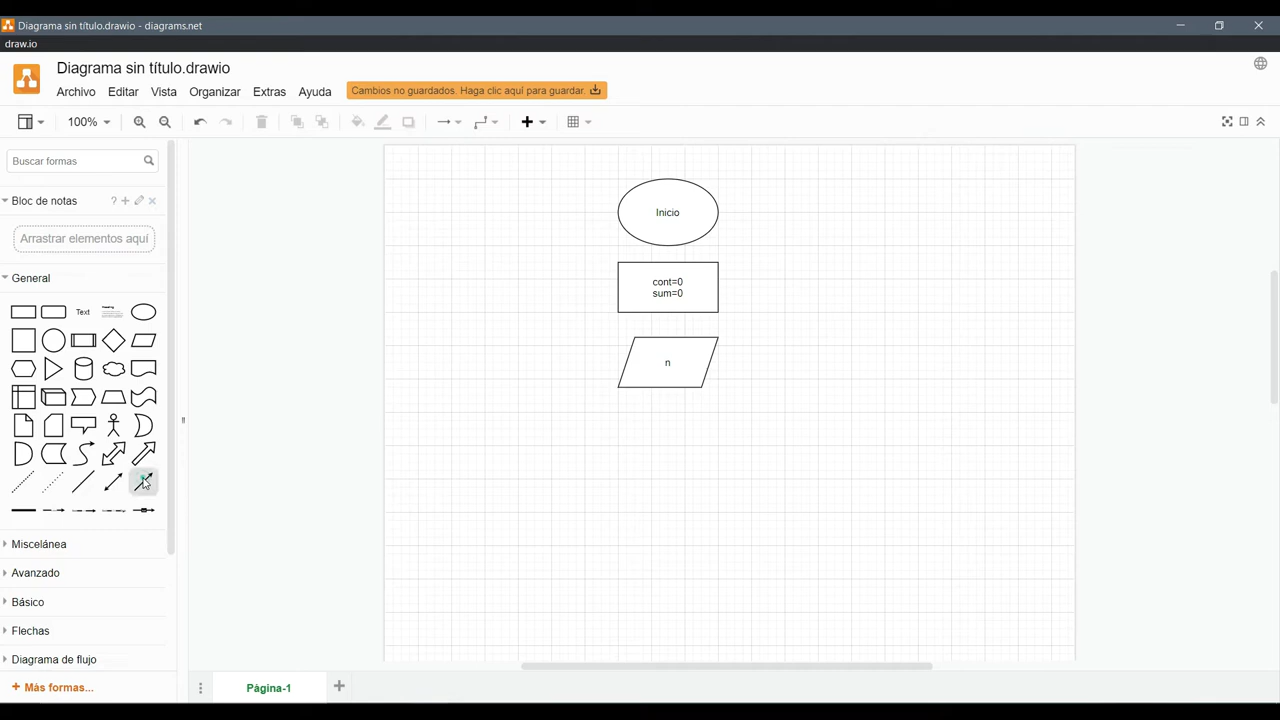 Diagrama sin título.drawio - diagrams.net
draw.io
Diagrama sin título.drawio
Archivo Editar Vista Organizar Extras Ayuda
Cambios no guardados. Haga clic aquí para guardar.
100%
Buscar formas
Bloc de notas
?
Arrastrar elementos aquí
General
Text
Heading
Misceláneа
Avanzado
Básico
Flechas
Diagrama de flujo
+ Más formas...
Inicio
cont=0
sum=0
n
Página-1